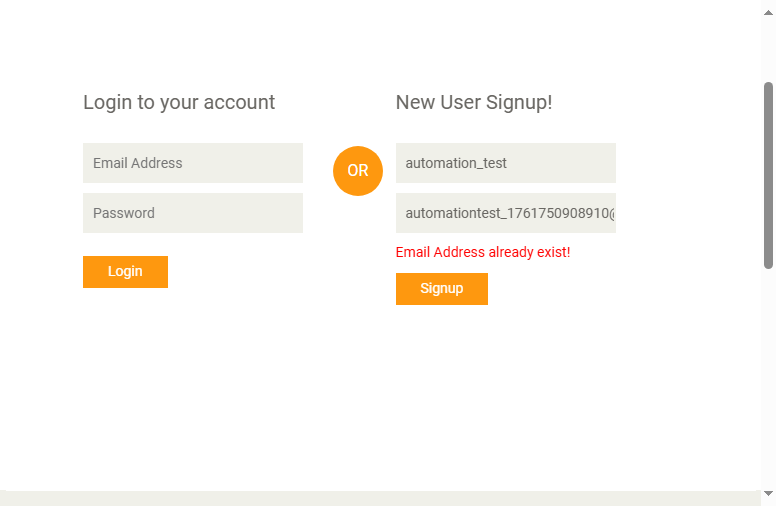 Login to your account
Email Address
Password
Login
OR
New User Signup!
automation_test
automationtest_1761750908910@
Email Address already exist!
Signup